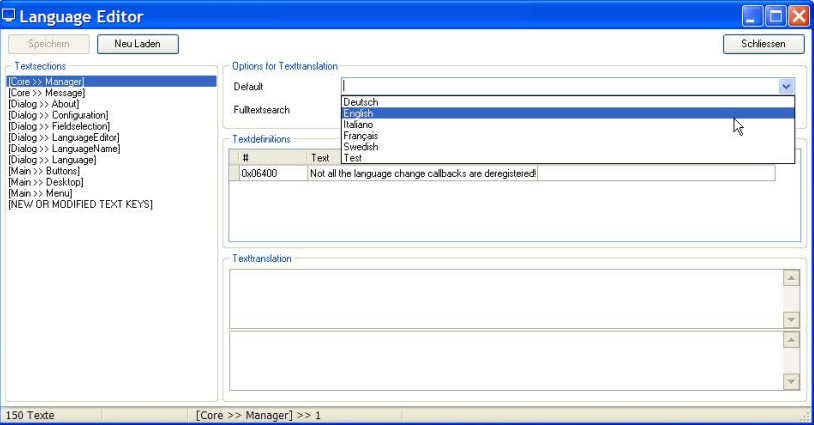 Language Editor
Speichern
Neu Laden
Schliessen
Textsections
[Core >> Manager]
[Core >> Message]
[Dialog >> About]
[Dialog >> Configuration]
[Dialog >> Fieldselection]
[Dialog >> LanguageEditor]
[Dialog >> LanguageName]
[Dialog >> Language]
[Main >> Buttons]
[Main >> Desktop]
[Main >> Menu]
[NEW OR MODIFIED TEXT KEYS]
Options for Texttranslation
Default
Fulltextsearch
Deutsch
English
Italiano
Français
Swedish
Test
Textdefinitions
# Text
0x06400 Not all the language change callbacks are deregistered!
Texttranslation
150 Texte
[Core >> Manager] >> 1